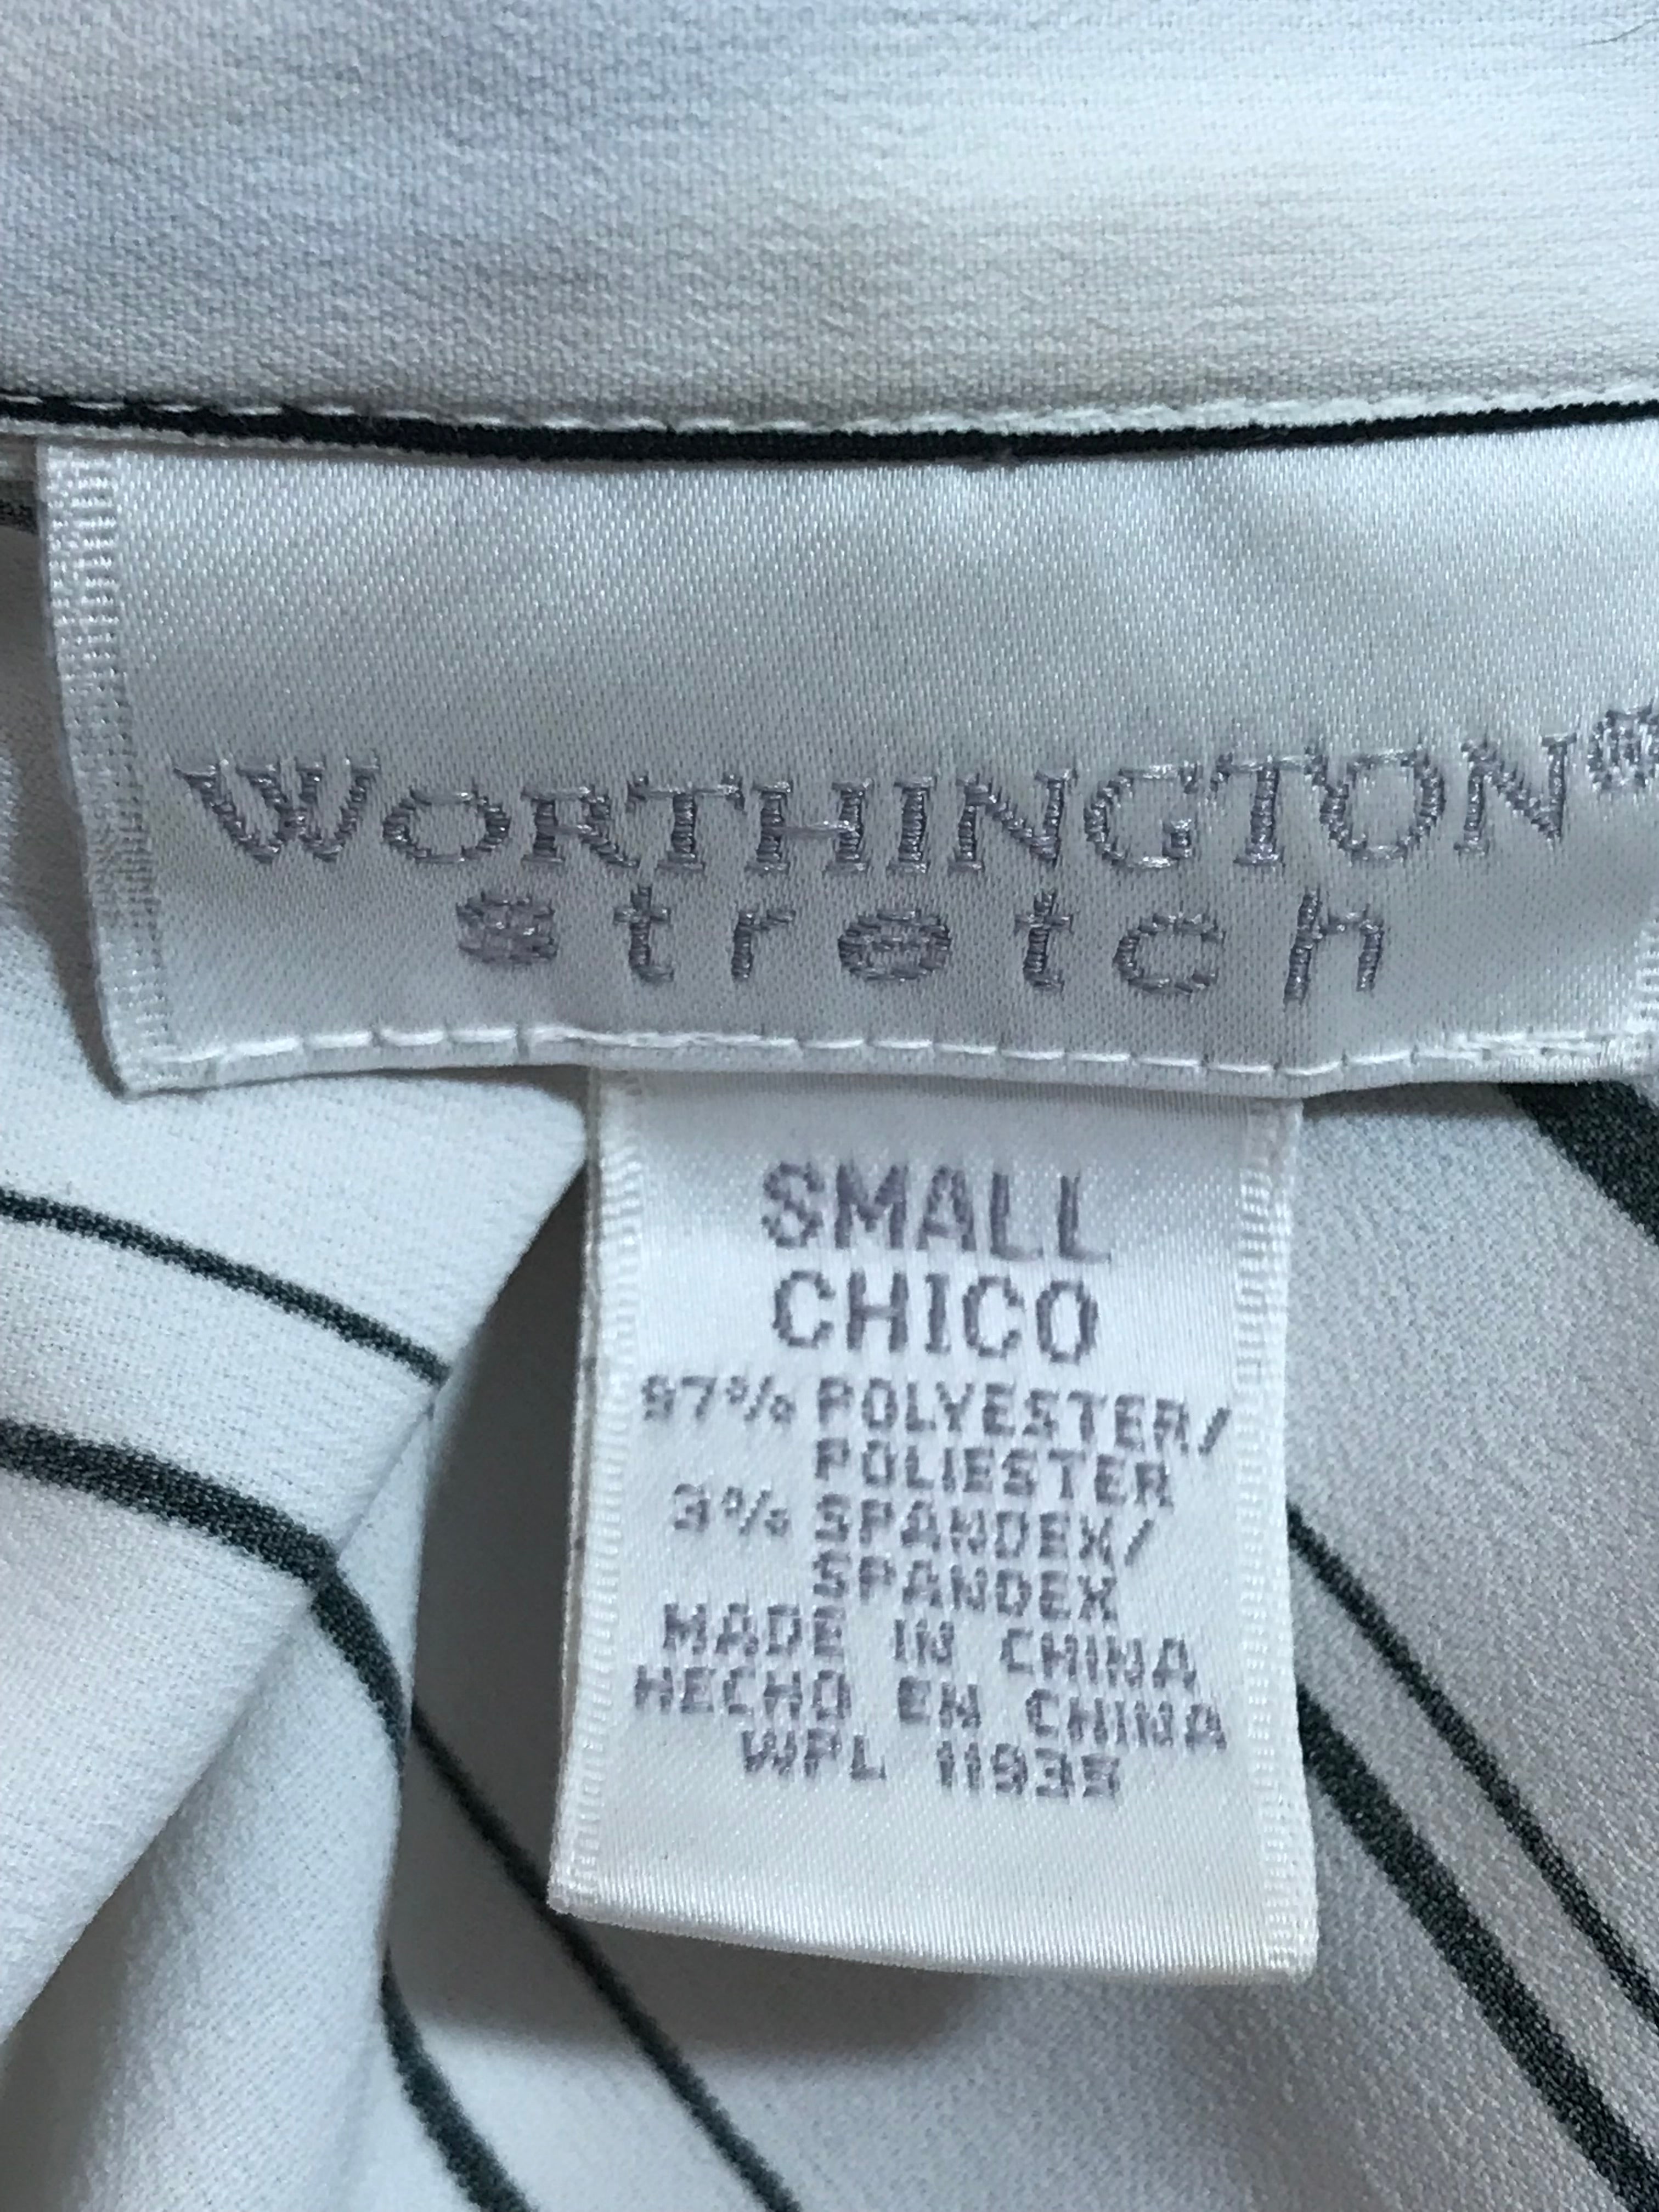 WORTHINGTON®
stretch
SMALL
CHICO
97% POLYESTER/
POLIESTER
3% SPANDEX/
SPANDEX
MADE IN CHINA
HECHO EN CHINA
WPL 11935